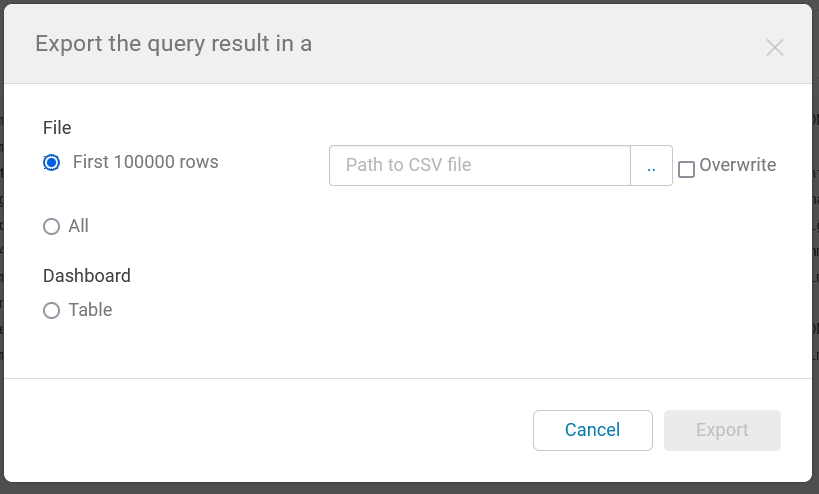 Export the query result in a
File
First 100000 rows
Path to CSV file
..
Overwrite
All
Dashboard
Table
Cancel
Export